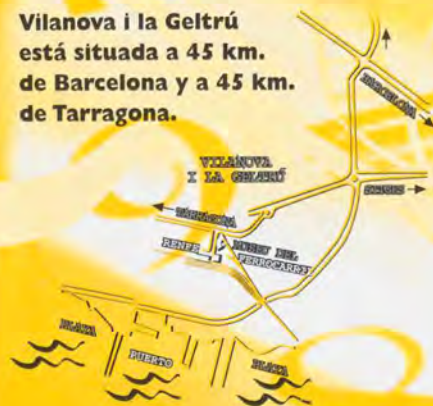 Vilanova i la Geltrú
está situada a 45 km.
de Barcelona y a 45 km.
de Tarragona.
BARCELONA
VILANOVA
I LA GELTRÚ
SITGES
TARRAGONA
RENFE
MUSEU DEL
FERROCARRIL
PLAYA
PUERTO
PLAYA